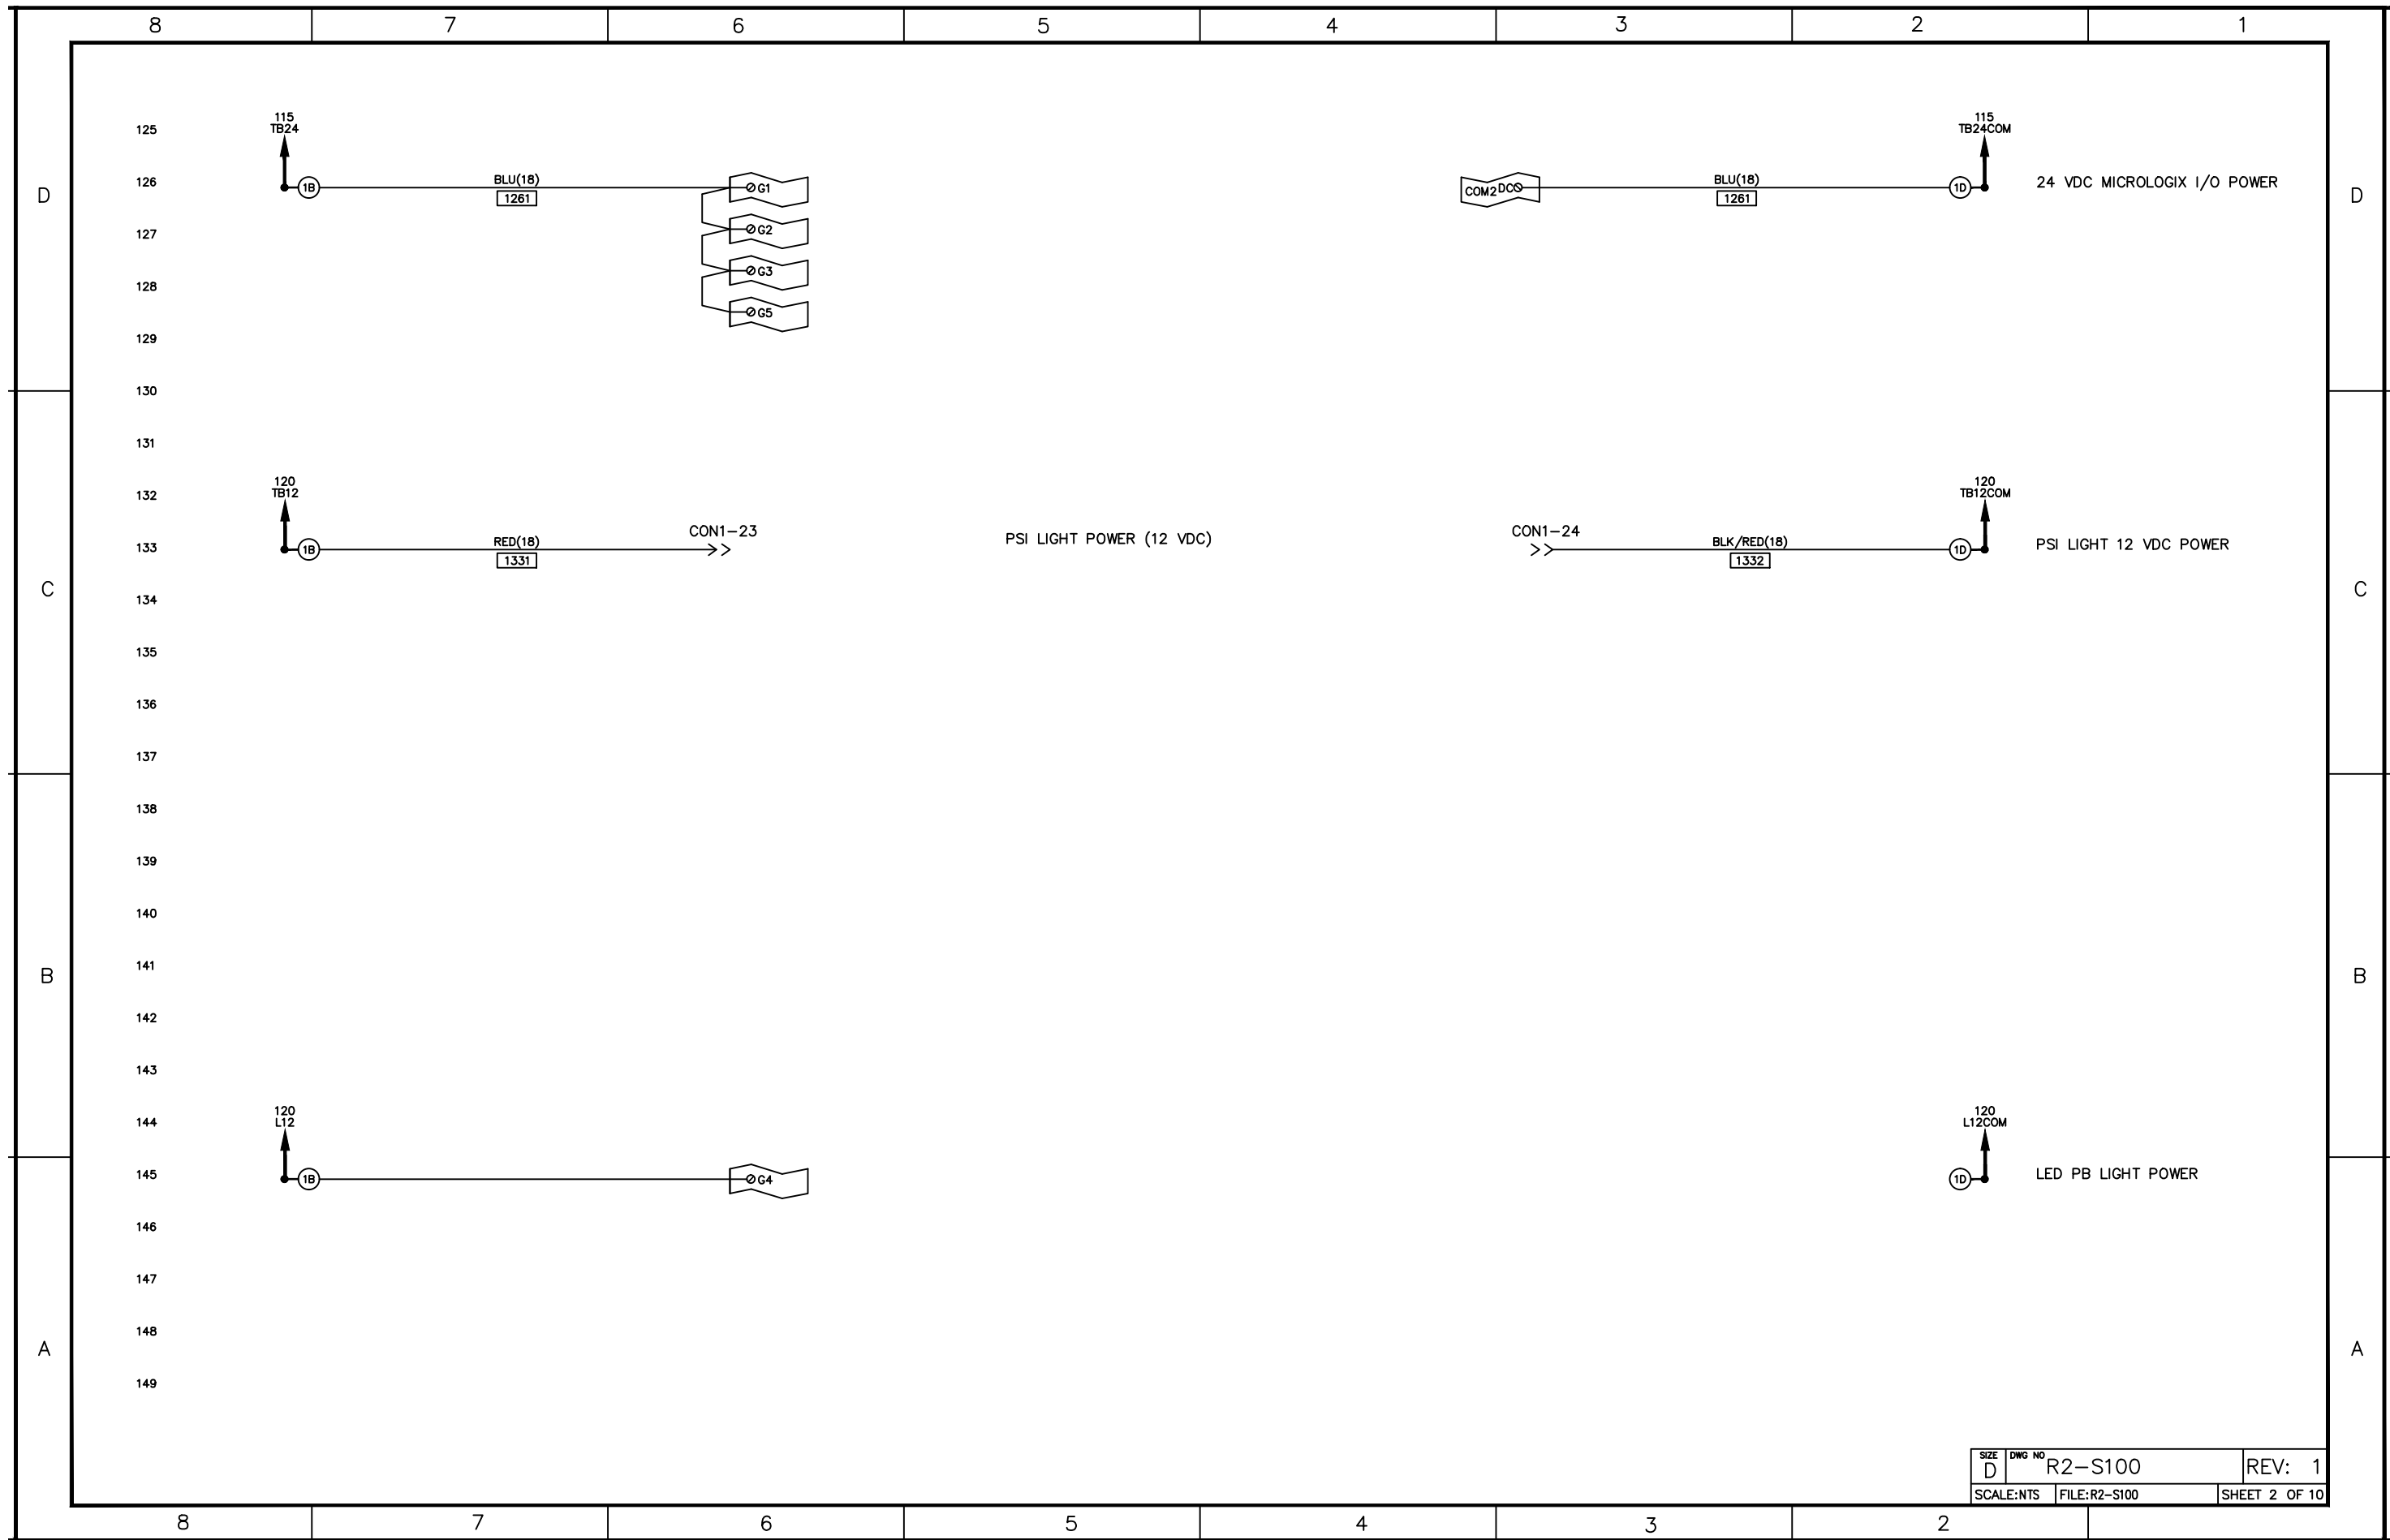 8 7 6 5 4 3 2 1
125
115
TB24
115
TB24COM
D
126
1B
BLU(18)
1261
G1
COM2 DC
BLU(18)
1261
1D
24 VDC MICROLOGIX I/O POWER
D
127
G2
128
G3
G5
129
130
131
132
120
TB12
120
TB12COM
133
1B
RED(18)
1331
CON1-23
PSI LIGHT POWER (12 VDC)
CON1-24
BLK/RED(18)
1332
1D
PSI LIGHT 12 VDC POWER
C
134
C
135
136
137
138
139
140
141
B
B
142
143
144
120
L12
120
L12COM
145
1B
G4
1D
LED PB LIGHT POWER
146
147
148
A
A
149
SIZE
D
DWG NO
R2-S100
REV: 1
SCALE:NTS
FILE:R2-S100
SHEET 2 OF 10
8 7 6 5 4 3 2